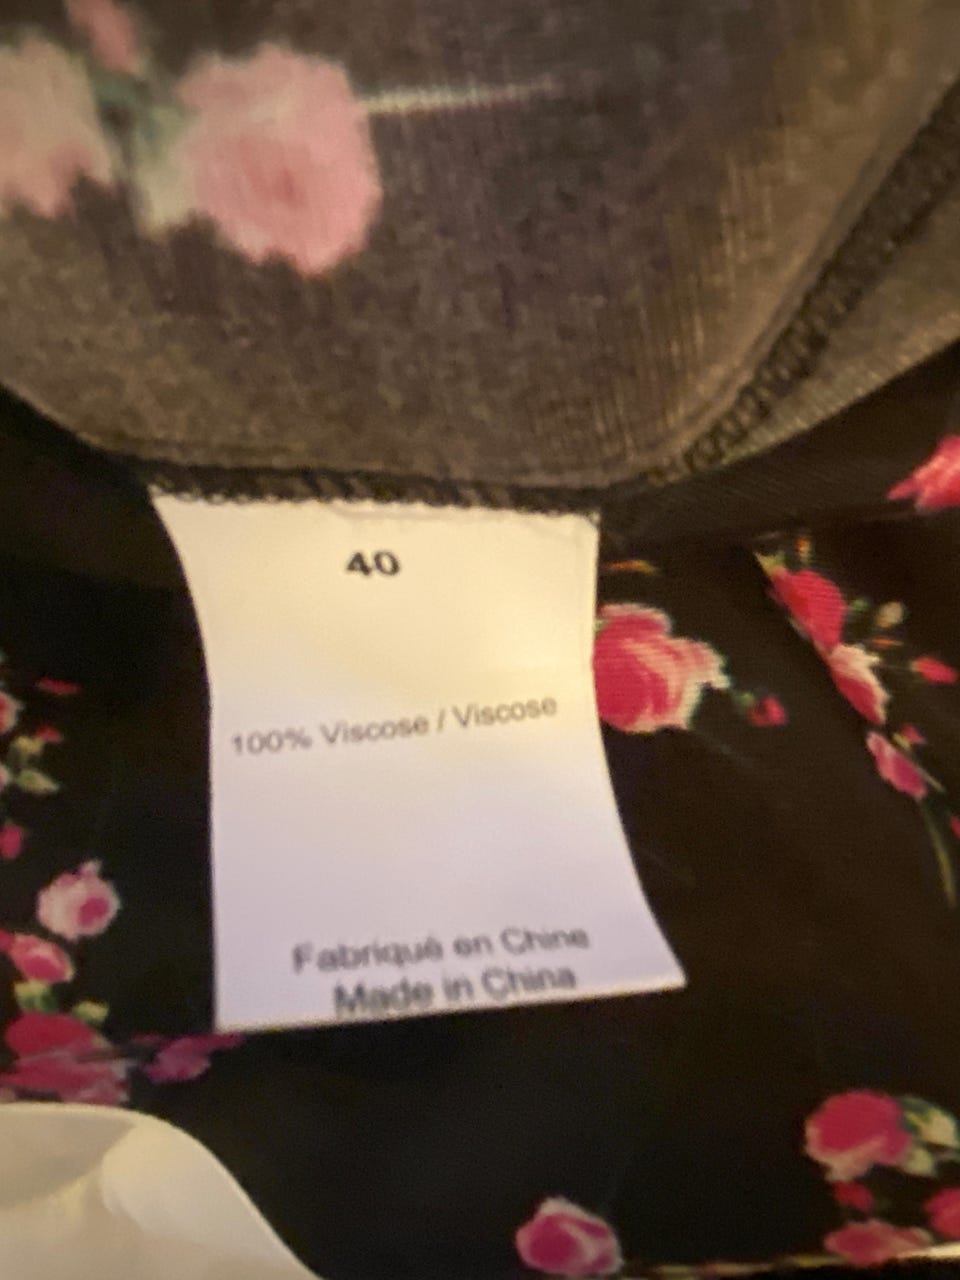 40
100% Viscose / Viscose
Fabriqué en Chine
Made in China